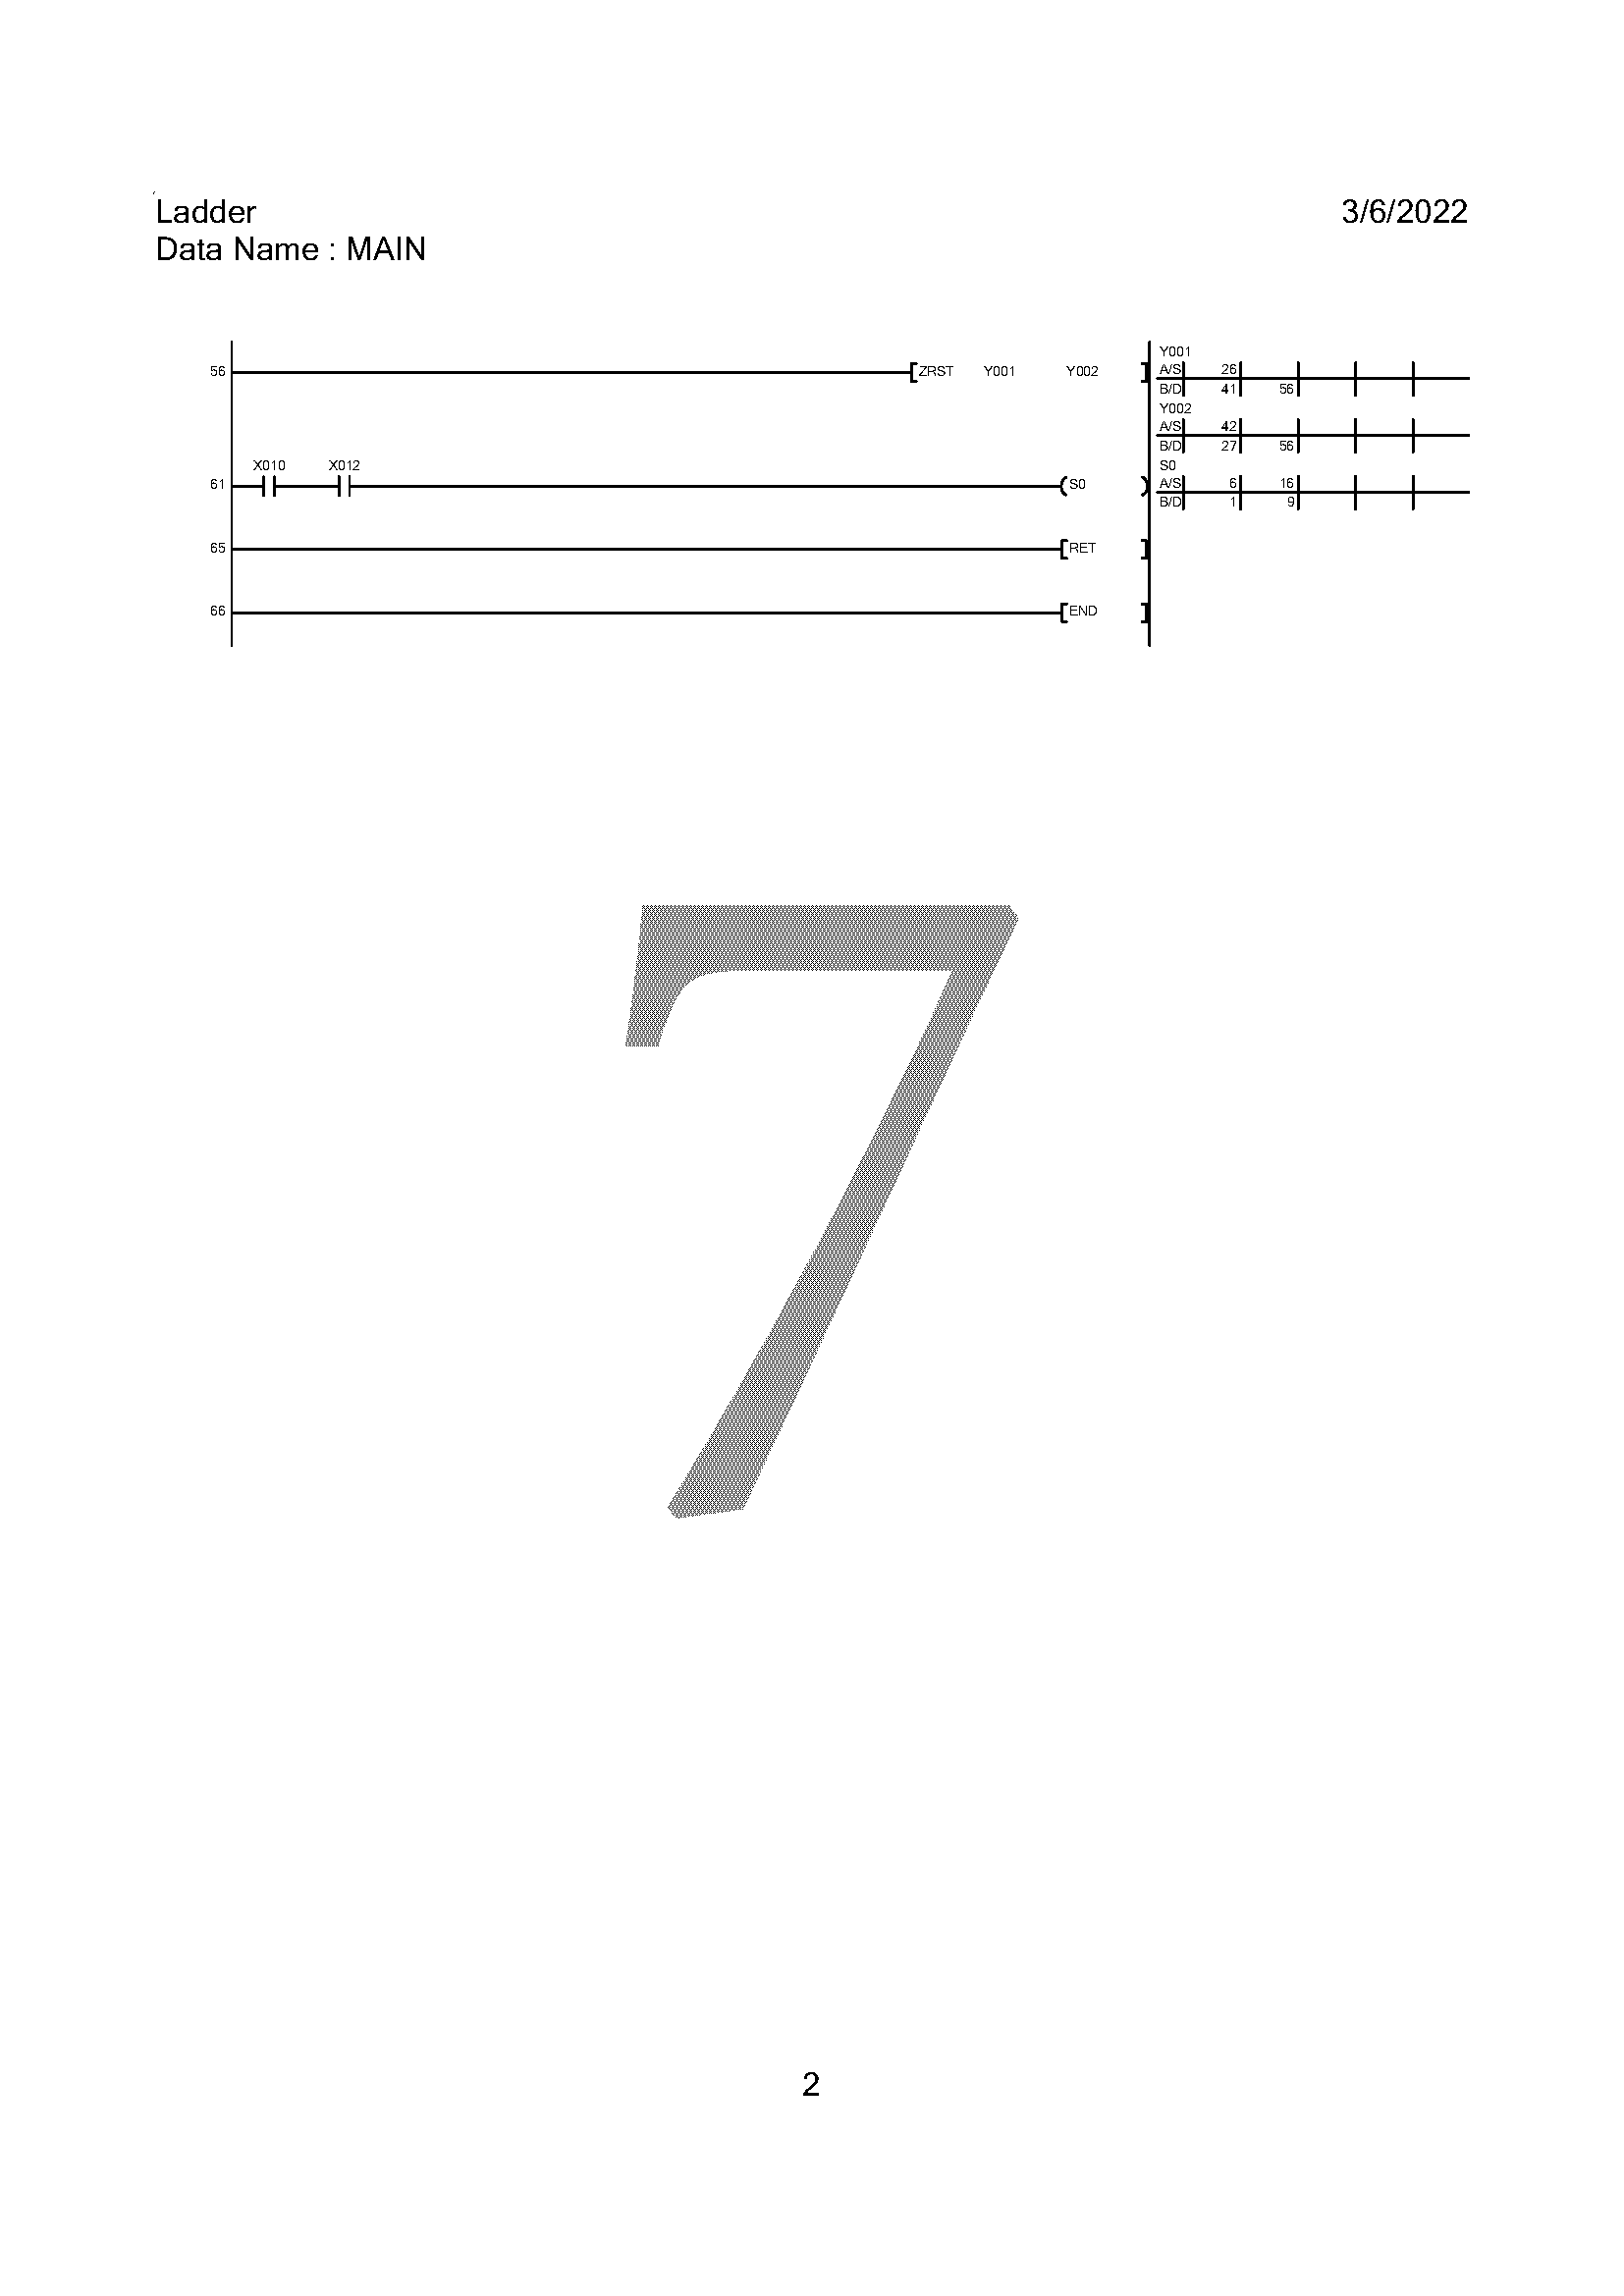 Ladder 3/6/2022
Data Name : MAIN
Y001
56 ZRST Y001 Y002 A/S 26
B/D 41 56
Y002
A/S 42
B/D 27 56
X010 X012 S0
61 S0 A/S 6 16
B/D 1 9
65 RET
66 END
7
2